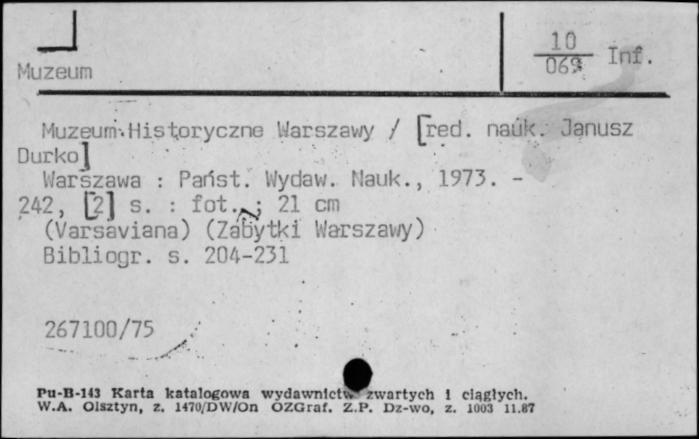 10
069 Inf.
Muzeum
Muzeum Historyczne Warszawy / [red. nauk. Janusz
Durko]
Warszawa : Państ. Wydaw. Nauk., 1973. -
242, [2] s. : fot. ; 21 cm
(Varsaviana) (Zabytki Warszawy)
Bibliogr. s. 204-231
267100/75
Pu-B-143 Karta katalogowa wydawnictw zwartych i ciągłych.
W.A. Olsztyn, z. 1470/DW/On OZGraf. Z.P. Dz-wo, z. 1003 11.87